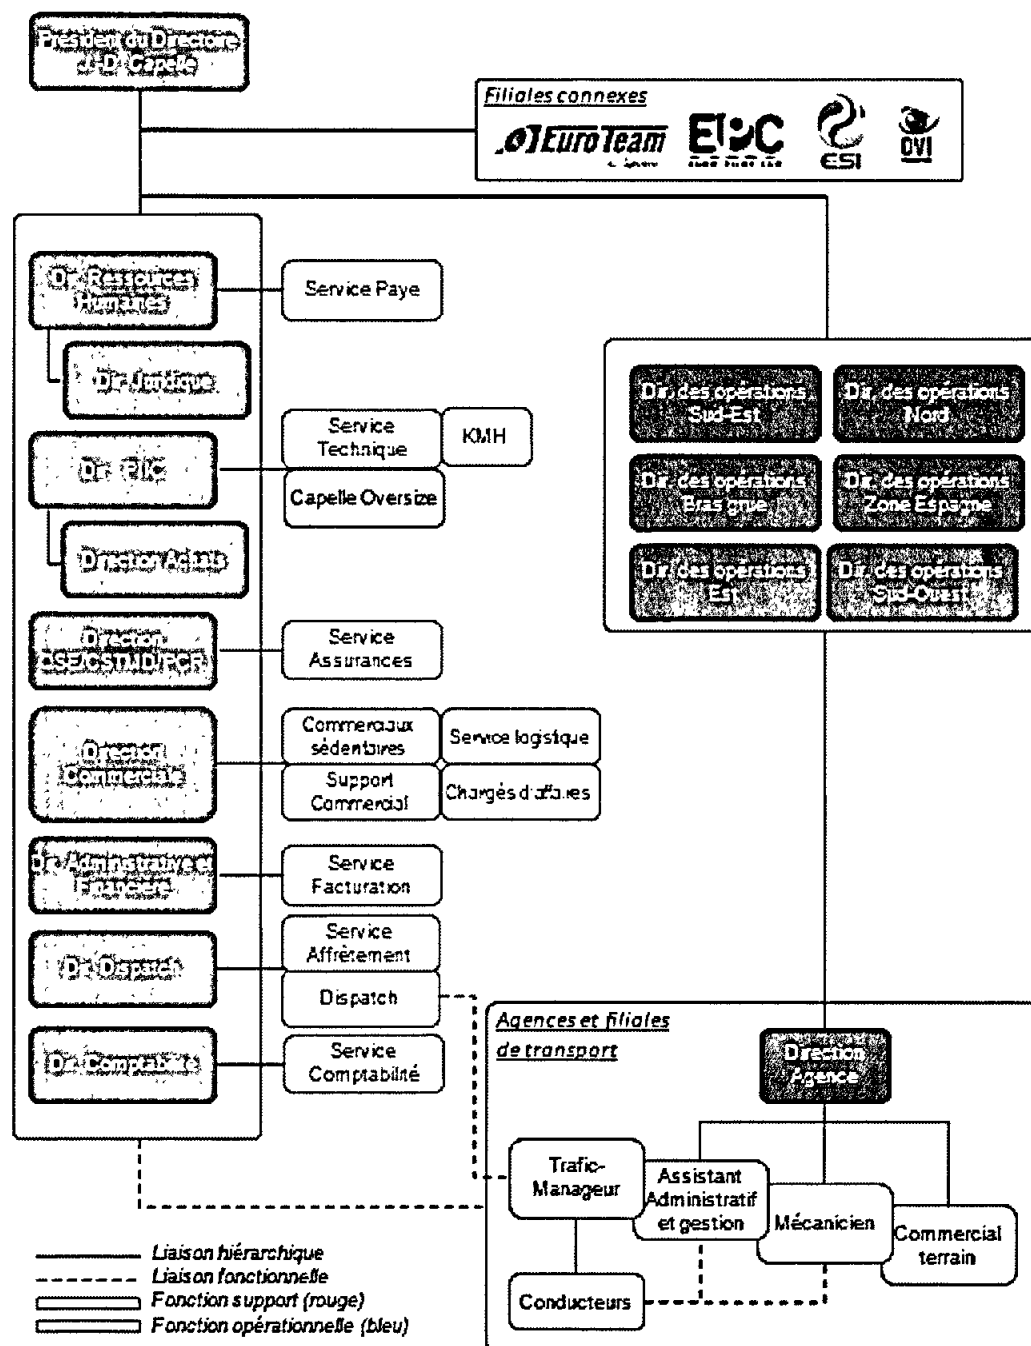 Président du Directoire
J.-D. Capelle
Filiales connexes
EuroTeam
EPC
ESI
OVI
Dir. Ressources
Humaines
Service Paye
Dir. Juridique
Dir. des opérations
Sud-Est
Dir. des opérations
Nord
Service
Technique
KMH
Capelle Oversize
Dir. des opérations
Bras grue
Dir. des opérations
Zone Espagne
Direction Achats
Dir. des opérations
Est
Dir. des opérations
Sud-Ouest
Direction
QSE/CSTMD/PCR
Service
Assurances
Direction
Commerciale
Commerciaux
sédentaires
Service logistique
Support
Commercial
Chargés d'affaires
Dir. Administrative et
Financière
Service
Facturation
Dir. Dispatch
Service
Affrètement
Dispatch
Dir. Comptabilité
Service
Comptabilité
Agences et filiales
de transport
Direction
Agence
Trafic-
Manageur
Assistant
Administratif
et gestion
Mécanicien
Commercial
terrain
Conducteurs
Liaison hiérarchique
Liaison fonctionnelle
Fonction support (rouge)
Fonction opérationnelle (bleu)